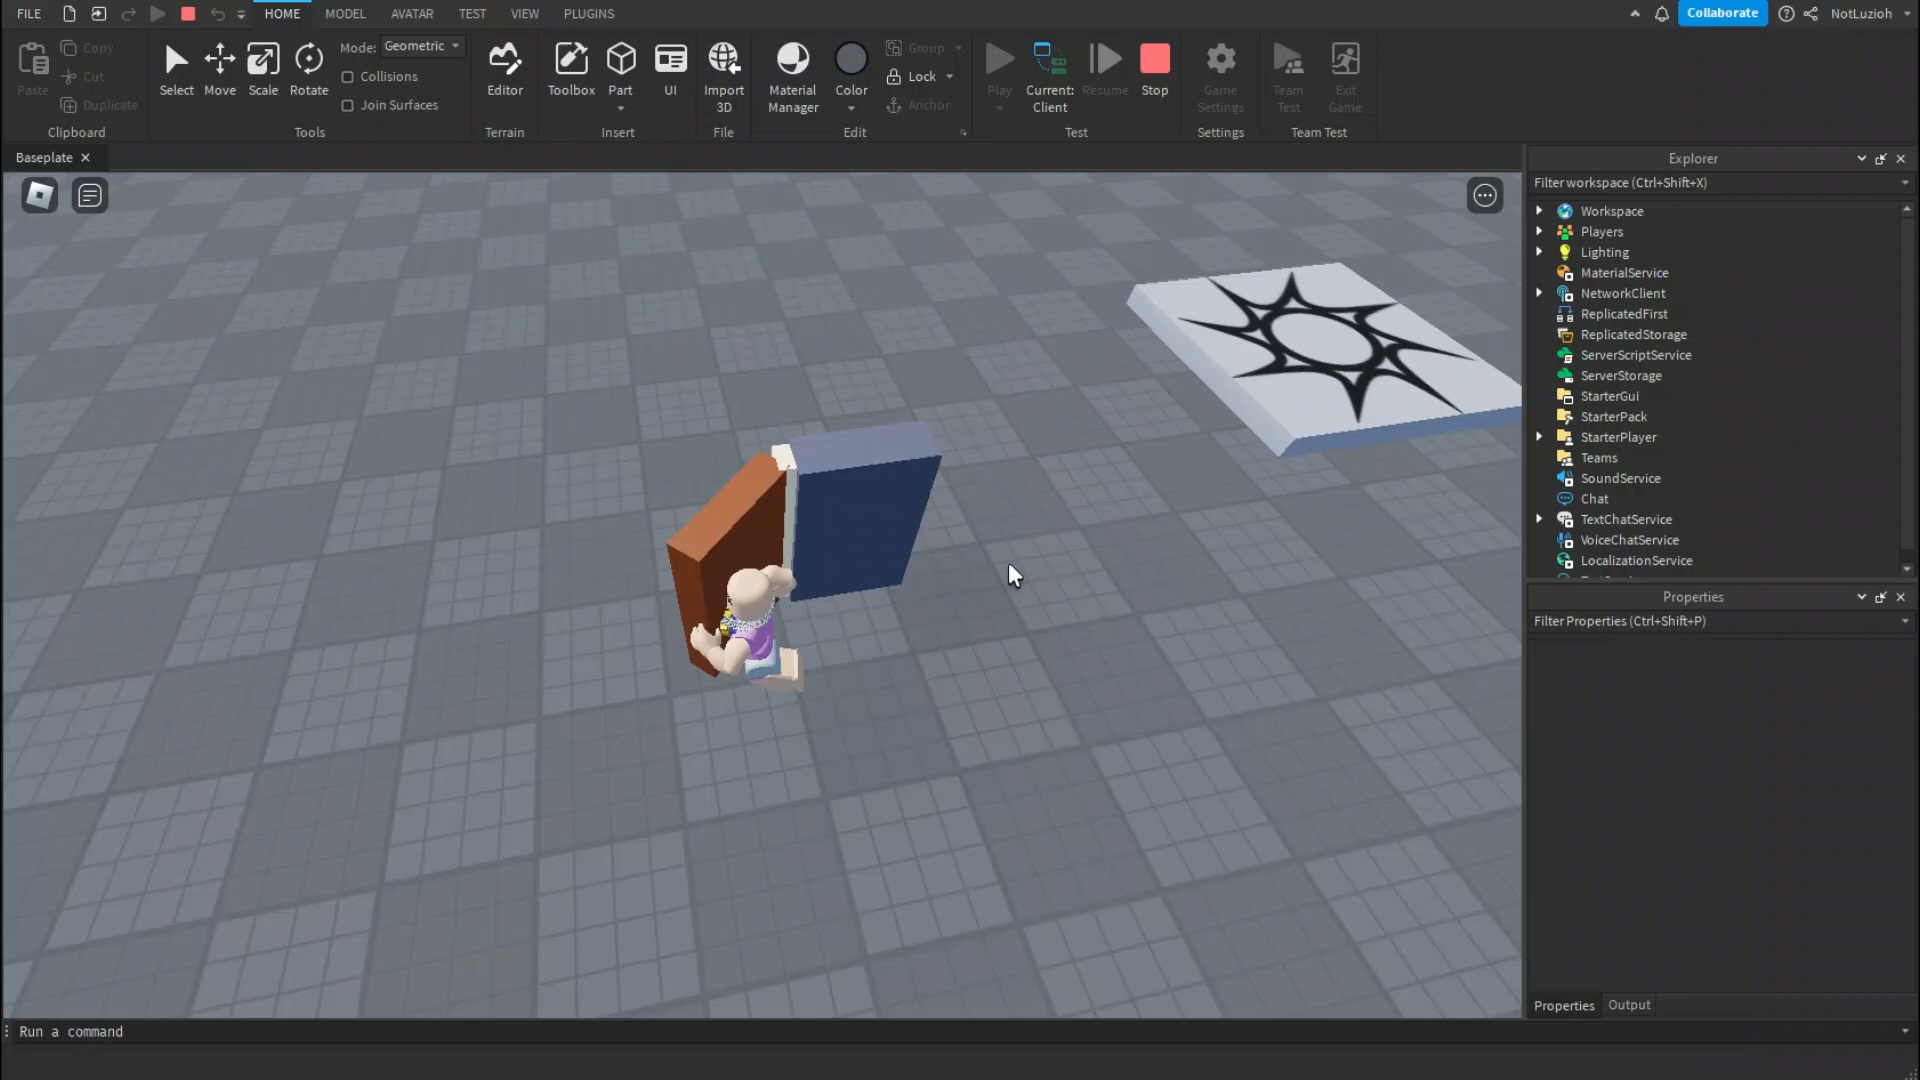 FILE
HOME
MODEL
AVATAR
TEST
VIEW
PLUGINS
Collaborate
NotLuzioh
Paste
Copy
Cut
Duplicate
Clipboard
Select
Move
Scale
Rotate
Mode:
Geometric
Collisions
Join Surfaces
Tools
Editor
Terrain
Toolbox
Part
UI
Insert
Import
3D
File
Material
Manager
Color
Group
Lock
Anchor
Edit
Play
Current:
Client
Resume
Stop
Test
Game
Settings
Settings
Team
Test
Exit
Game
Team Test
Baseplate
Explorer
Filter workspace (Ctrl+Shift+X)
Workspace
Players
Lighting
MaterialService
NetworkClient
ReplicatedFirst
ReplicatedStorage
ServerScriptService
ServerStorage
StarterGui
StarterPack
StarterPlayer
Teams
SoundService
Chat
TextChatService
VoiceChatService
LocalizationService
Properties
Filter Properties (Ctrl+Shift+P)
Properties
Output
Run a command